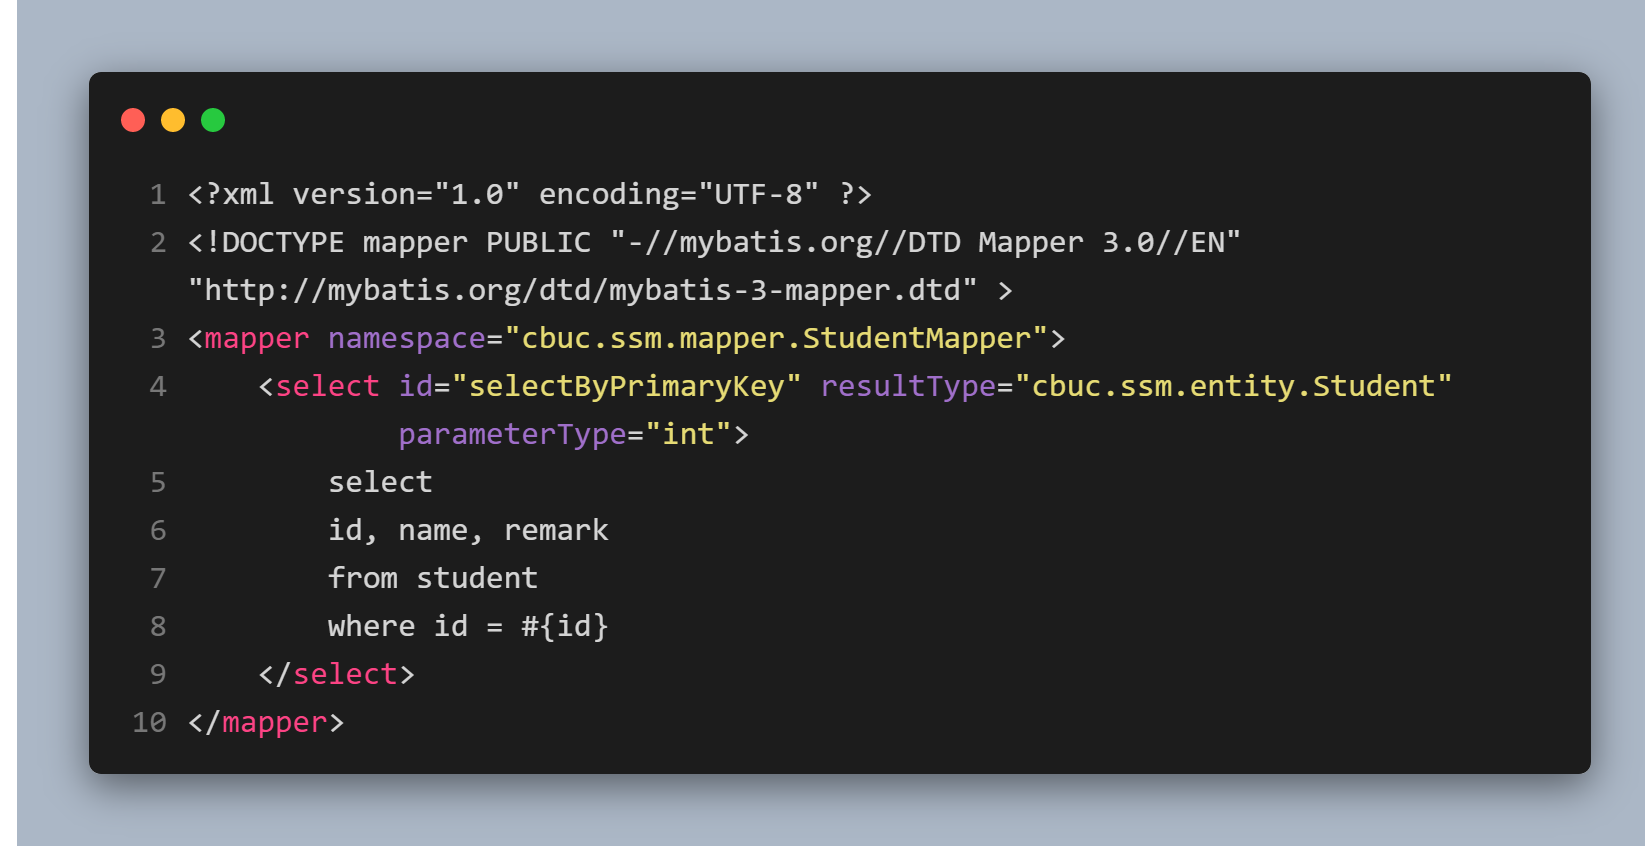 1 <?xml version="1.0" encoding="UTF-8" ?>
2 <!DOCTYPE mapper PUBLIC "-//mybatis.org//DTD Mapper 3.0//EN"
"http://mybatis.org/dtd/mybatis-3-mapper.dtd" >
3 <mapper namespace="cbuc.ssm.mapper.StudentMapper">
4     <select id="selectByPrimaryKey" resultType="cbuc.ssm.entity.Student"
            parameterType="int">
5         select
6         id, name, remark
7         from student
8         where id = #{id}
9     </select>
10 </mapper>